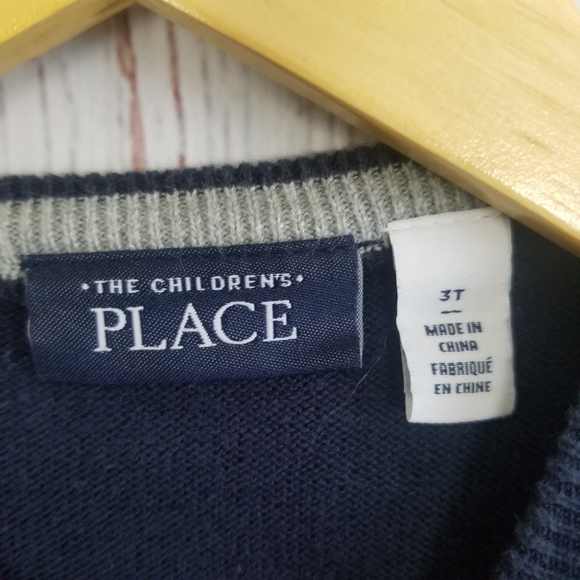 •THE CHILDREN'S•
PLACE
3T
MADE IN
CHINA
FABRIQUÉ
EN CHINE